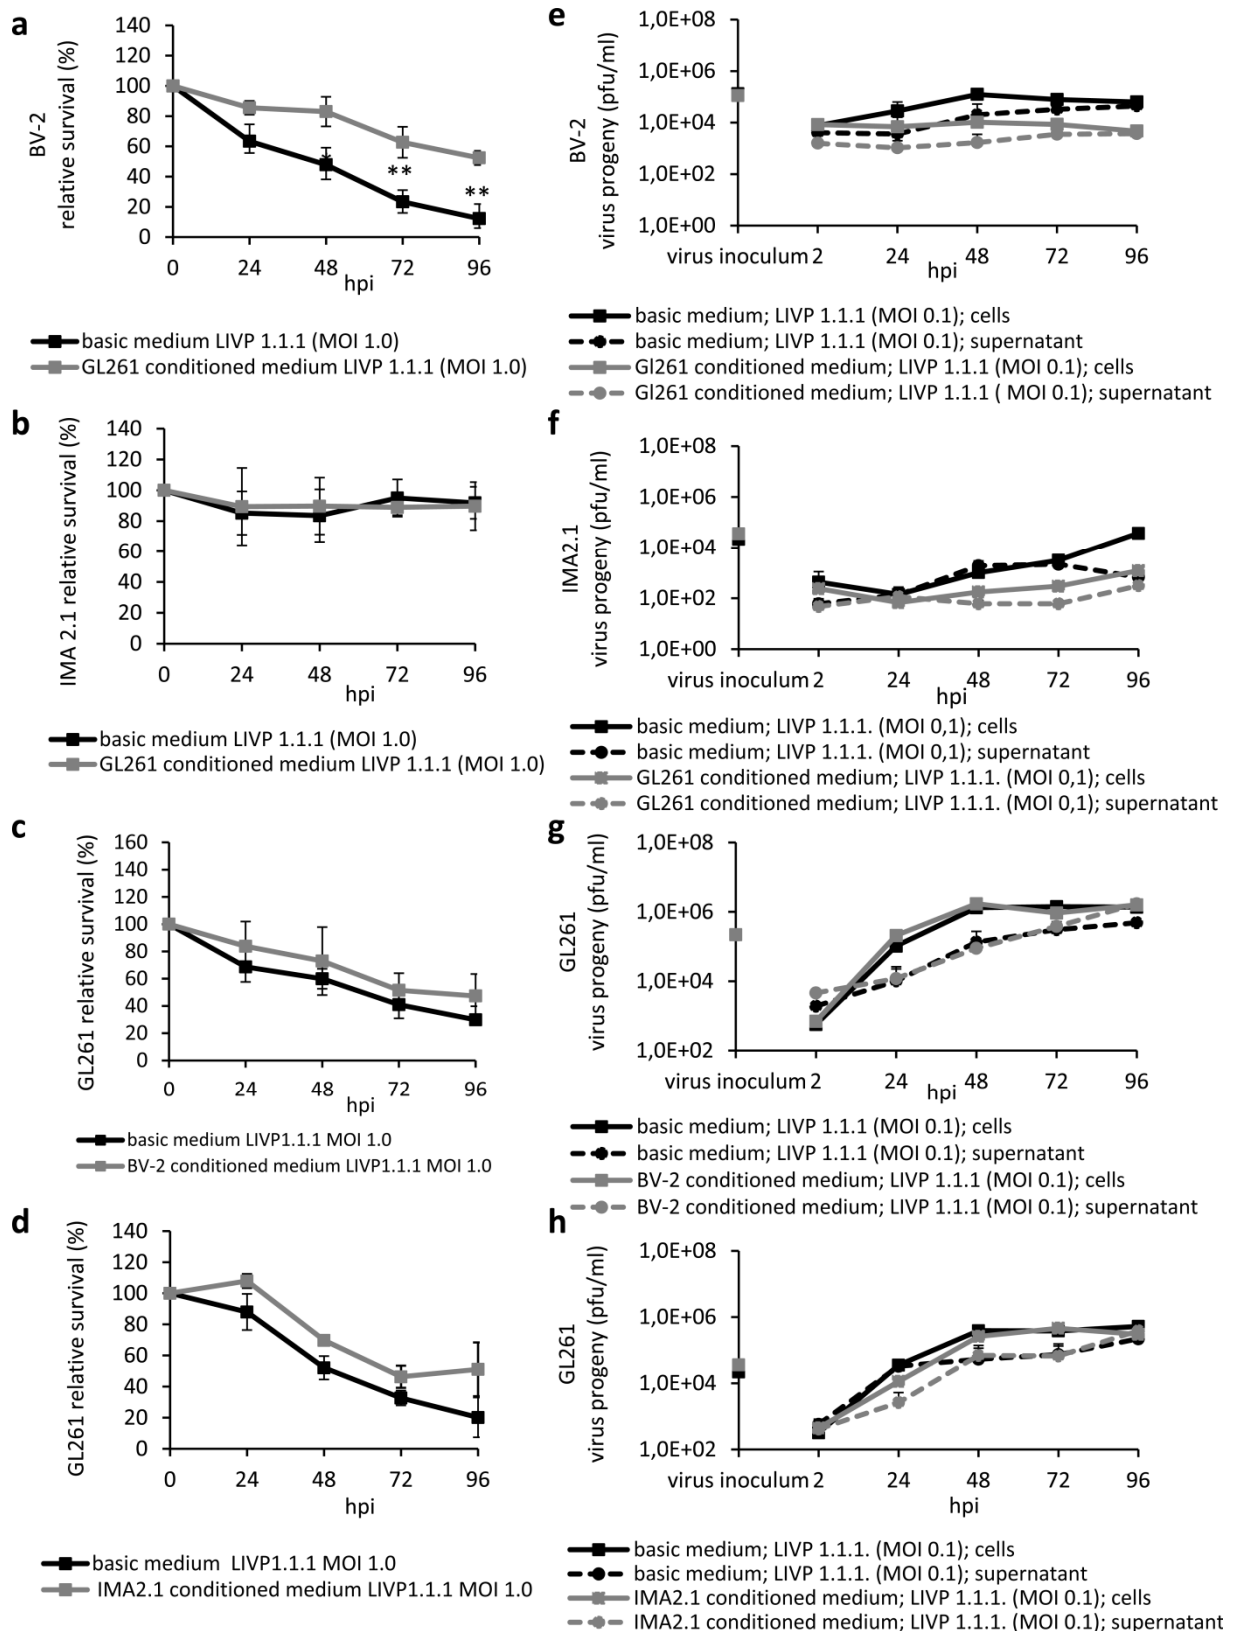 a
BV-2
relative survival (%)
140
120
100
80
60
40
20
0
**
**
0 24 48 72 96
hpi
basic medium LIVP 1.1.1 (MOI 1.0)
GL261 conditioned medium LIVP 1.1.1 (MOI 1.0)
e
BV-2
virus progeny (pfu/ml)
1,0E+08
1,0E+06
1,0E+04
1,0E+02
1,0E+00
virus inoculum 2 24 48 72 96
hpi
basic medium; LIVP 1.1.1 (MOI 0.1); cells
basic medium; LIVP 1.1.1 (MOI 0.1); supernatant
Gl261 conditioned medium; LIVP 1.1.1 (MOI 0.1); cells
Gl261 conditioned medium; LIVP 1.1.1 ( MOI 0.1); supernatant
b
IMA 2.1 relative survival (%)
140
120
100
80
60
40
20
0
0 24 48 72 96
hpi
basic medium LIVP 1.1.1 (MOI 1.0)
GL261 conditioned medium LIVP 1.1.1 (MOI 1.0)
f
IMA2.1
virus progeny (pfu/ml)
1,0E+08
1,0E+06
1,0E+04
1,0E+02
1,0E+00
virus inoculum 2 24 48 72 96
hpi
basic medium; LIVP 1.1.1. (MOI 0,1); cells
basic medium; LIVP 1.1.1. (MOI 0,1); supernatant
GL261 conditioned medium; LIVP 1.1.1. (MOI 0,1); cells
GL261 conditioned medium; LIVP 1.1.1. (MOI 0,1); supernatant
c
GL261 relative survival (%)
160
140
120
100
80
60
40
20
0
0 24 48 72 96
hpi
basic medium LIVP1.1.1 MOI 1.0
BV-2 conditioned medium LIVP1.1.1 MOI 1.0
g
GL261
virus progeny (pfu/ml)
1,0E+08
1,0E+06
1,0E+04
1,0E+02
virus inoculum 2 24 48 72 96
hpi
basic medium; LIVP 1.1.1 (MOI 0.1); cells
basic medium; LIVP 1.1.1 (MOI 0.1); supernatant
BV-2 conditioned medium; LIVP 1.1.1 (MOI 0.1); cells
BV-2 conditioned medium; LIVP 1.1.1 (MOI 0.1); supernatant
d
GL261 relative survival (%)
140
120
100
80
60
40
20
0
0 24 48 72 96
hpi
basic medium LIVP1.1.1 MOI 1.0
IMA2.1 conditioned medium LIVP1.1.1 MOI 1.0
h
GL261
virus progeny (pfu/ml)
1,0E+08
1,0E+06
1,0E+04
1,0E+02
virus inoculum 2 24 48 72 96
hpi
basic medium; LIVP 1.1.1. (MOI 0.1); cells
basic medium; LIVP 1.1.1. (MOI 0.1); supernatant
IMA2.1 conditioned medium; LIVP 1.1.1. (MOI 0.1); cells
IMA2.1 conditioned medium; LIVP 1.1.1. (MOI 0.1); supernatant